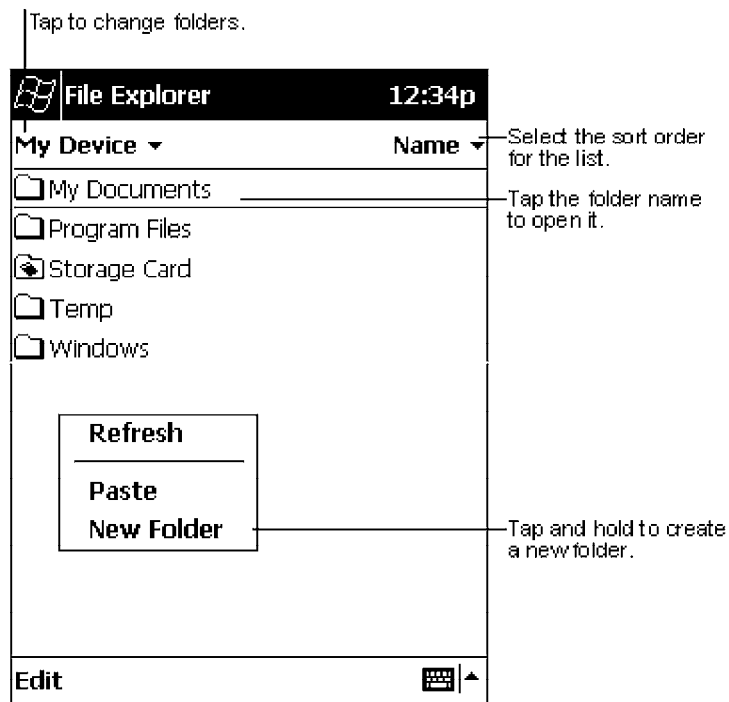 Tap to change folders.
File Explorer 12:34p
My Device Name
Select the sort order
for the list.
My Documents
Tap the folder name
to open it.
Program Files
Storage Card
Temp
Windows
Refresh
Paste
New Folder
Tap and hold to create
a new folder.
Edit